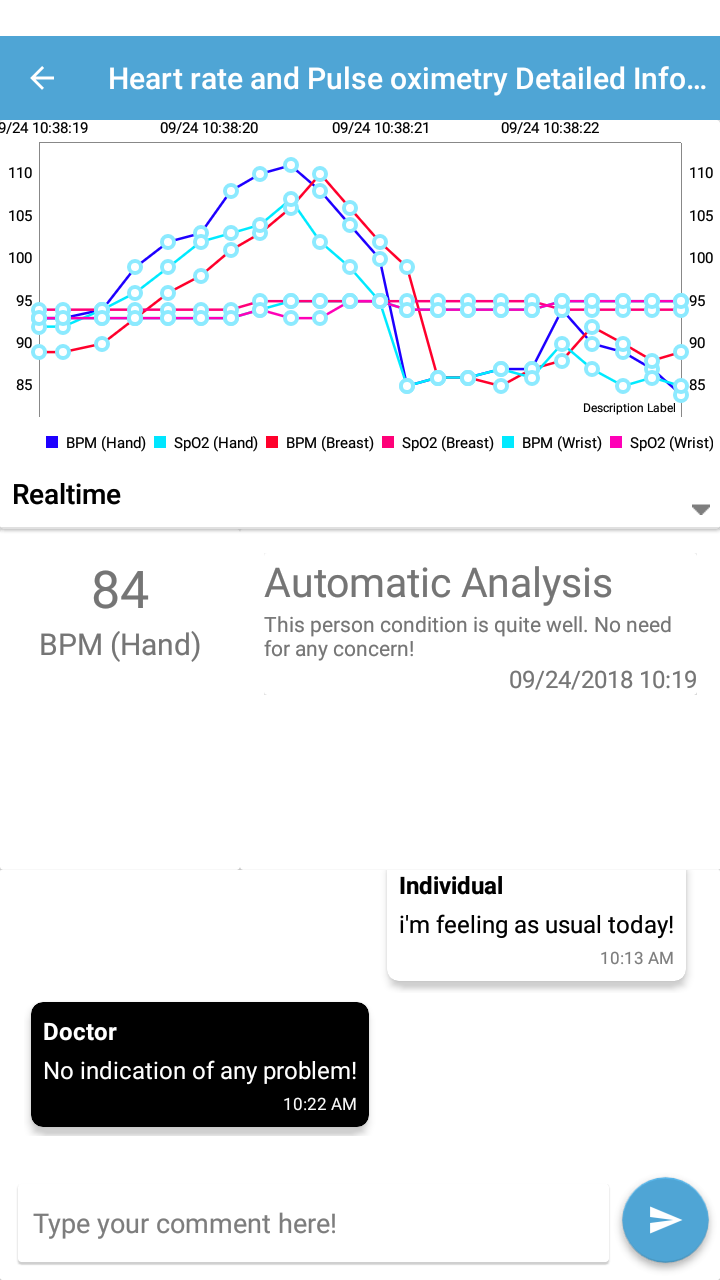 Heart rate and Pulse oximetry Detailed Info...
9/24 10:38:19 09/24 10:38:20 09/24 10:38:21 09/24 10:38:22
110 110
105 105
100 100
95 95
90 90
85 85
Description Label
BPM (Hand) SpO2 (Hand) BPM (Breast) SpO2 (Breast) BPM (Wrist) SpO2 (Wrist)
Realtime
84
BPM (Hand)
Automatic Analysis
This person condition is quite well. No need
for any concern!
09/24/2018 10:19
Individual
i'm feeling as usual today!
10:13 AM
Doctor
No indication of any problem!
10:22 AM
Type your comment here!